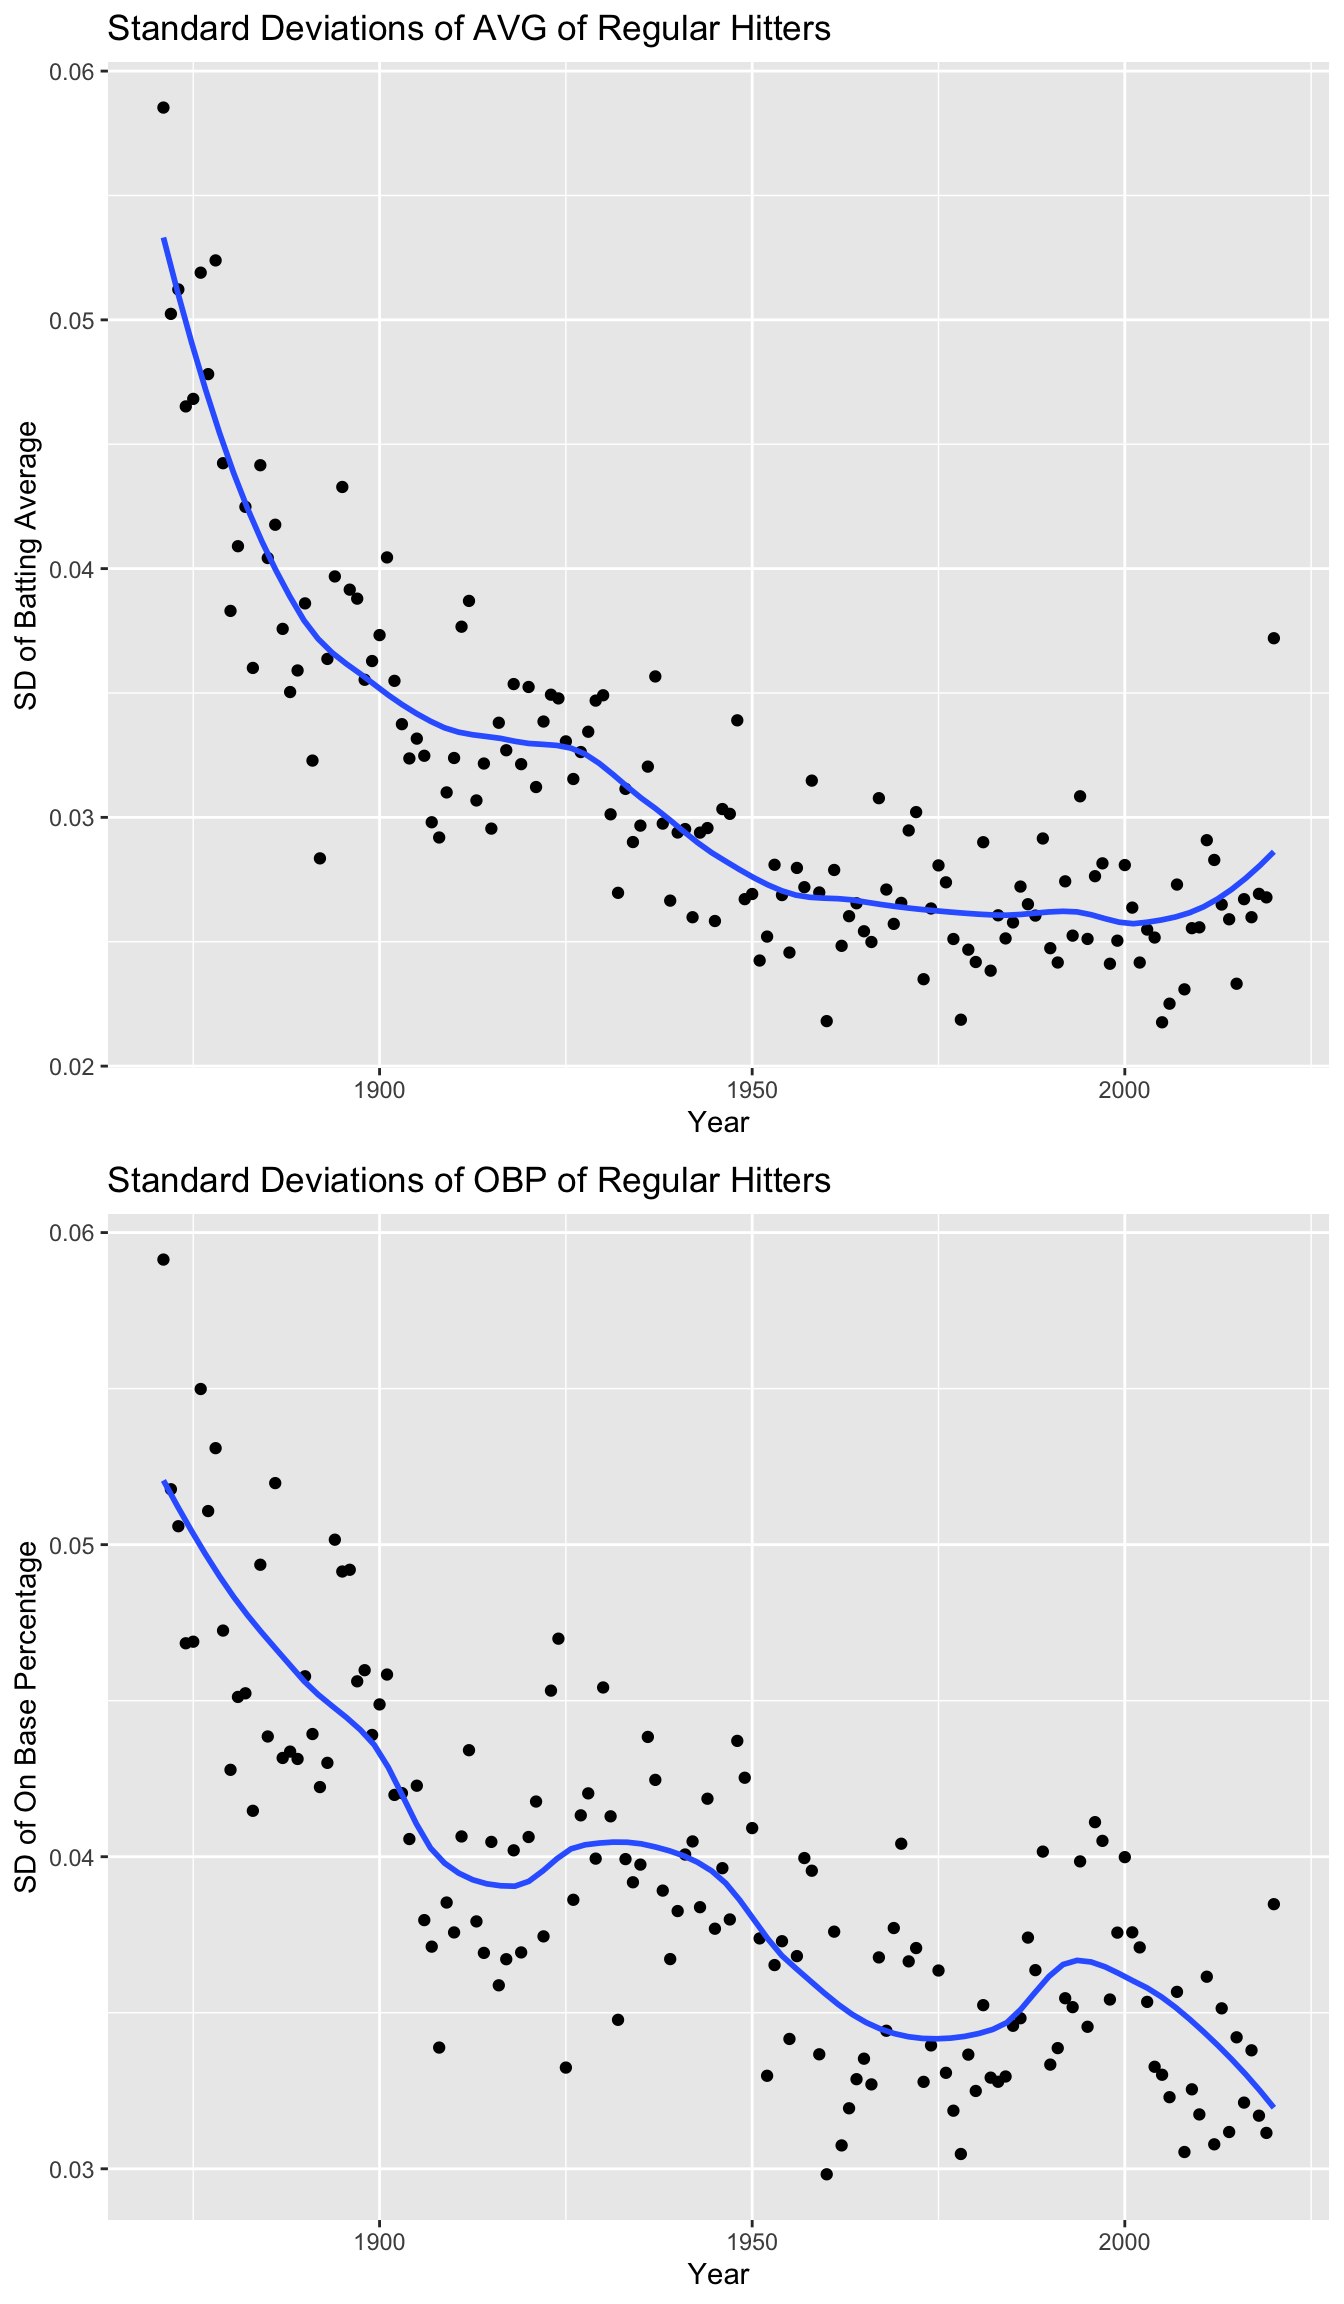 Standard Deviations of AVG of Regular Hitters
0.06
0.05
0.04
0.03
0.02
SD of Batting Average
1900
1950
2000
Year
Standard Deviations of OBP of Regular Hitters
0.06
0.05
0.04
0.03
SD of On Base Percentage
1900
1950
2000
Year